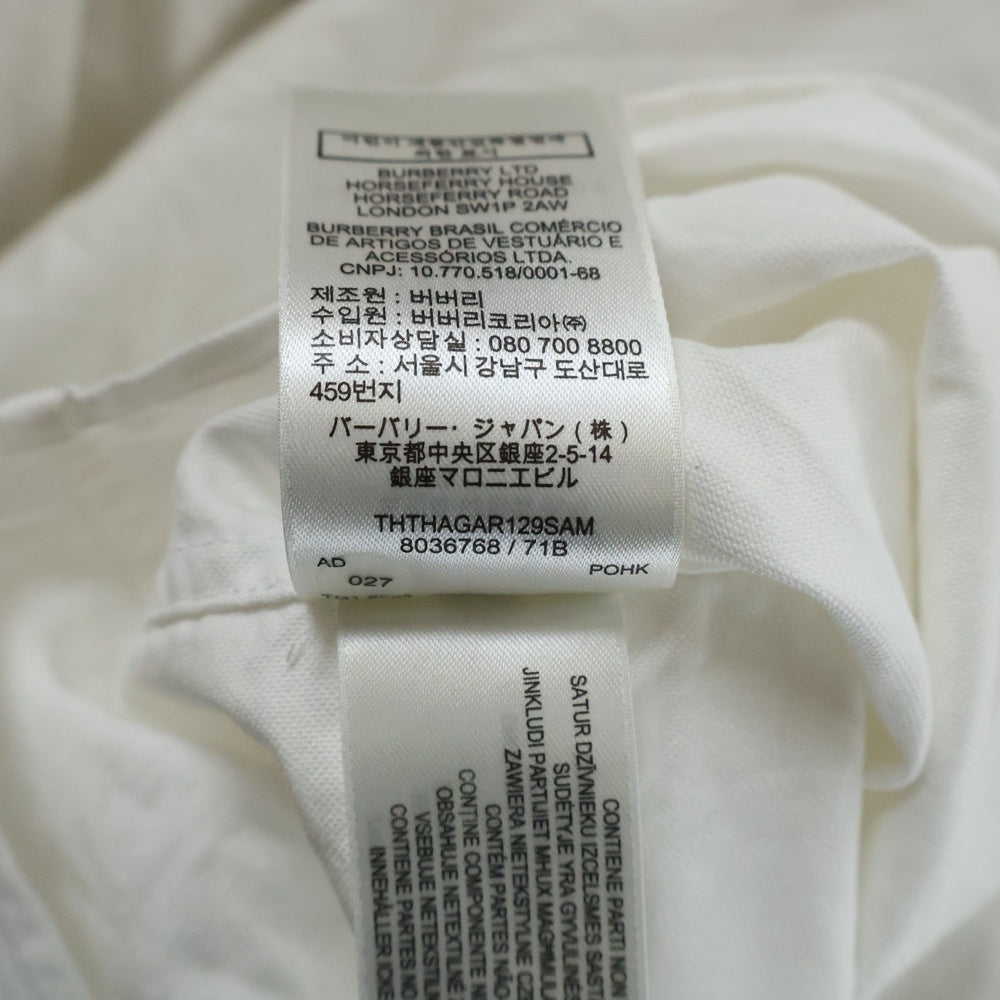 BURBERRY LTD
HORSEFERRY HOUSE
HORSEFERRY ROAD
LONDON SW1P 2AW
BURBERRY BRASIL COMÉRCIO
DE ARTIGOS DE VESTUÁRIO E
ACESSÓRIOS LTDA.
CNPJ: 10.770.518/0001-68
제조원 : 버버리
수입원 : 버버리코리아㈜
소비자상담실 : 080 700 8800
주 소 : 서울시 강남구 도산대로
459번지
バーバリー・ジャパン ( 株 )
東京都中央区銀座2-5-14
銀座マロニエビル
THTHAGAR129SAM
8036768 / 71B
AD
POHK
027
CONTIENE PARTI NON
SATUR DZĪVNIEKU IZCELSMES
SUDĖTYJE YRA GYVULINĖS
JINKLUDI PARTIJIET MHUX
ZAWIERA NIETEKSTYLNE
CONTÉM PARTES NÃO
CONȚINE COMPONENTE
OBSAHUJE NETEXTILNÉ
VSEBUJE
CONTIENE PARTES NO
INNEHÅLLER ICKE